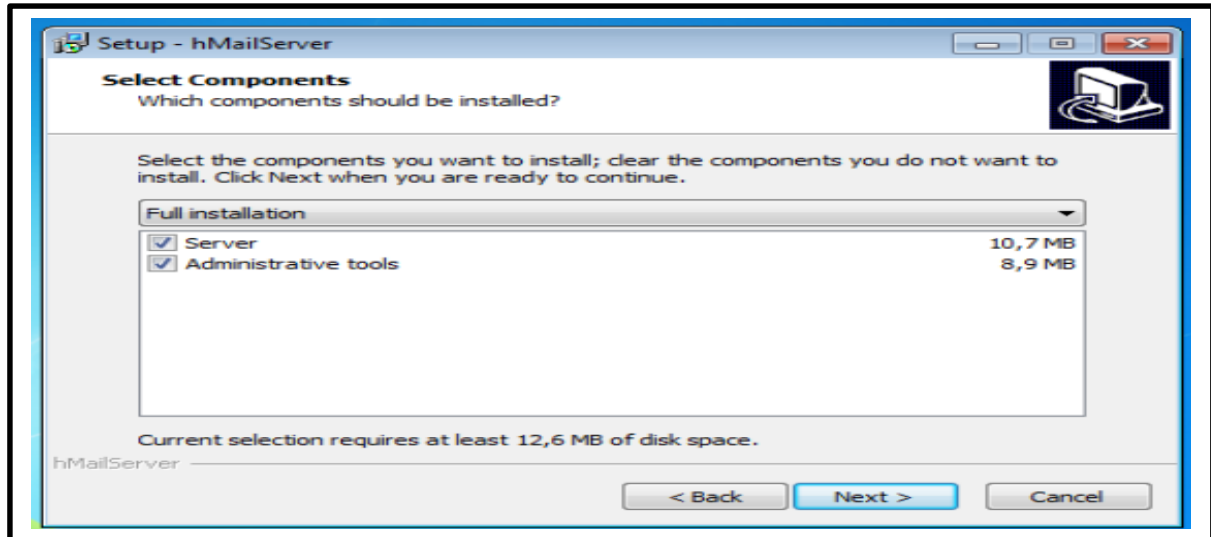 Setup - hMailServer
Select Components
Which components should be installed?
Select the components you want to install; clear the components you do not want to
install. Click Next when you are ready to continue.
Full installation
Server 10,7 MB
Administrative tools 8,9 MB
Current selection requires at least 12,6 MB of disk space.
hMailServer
< Back Next > Cancel